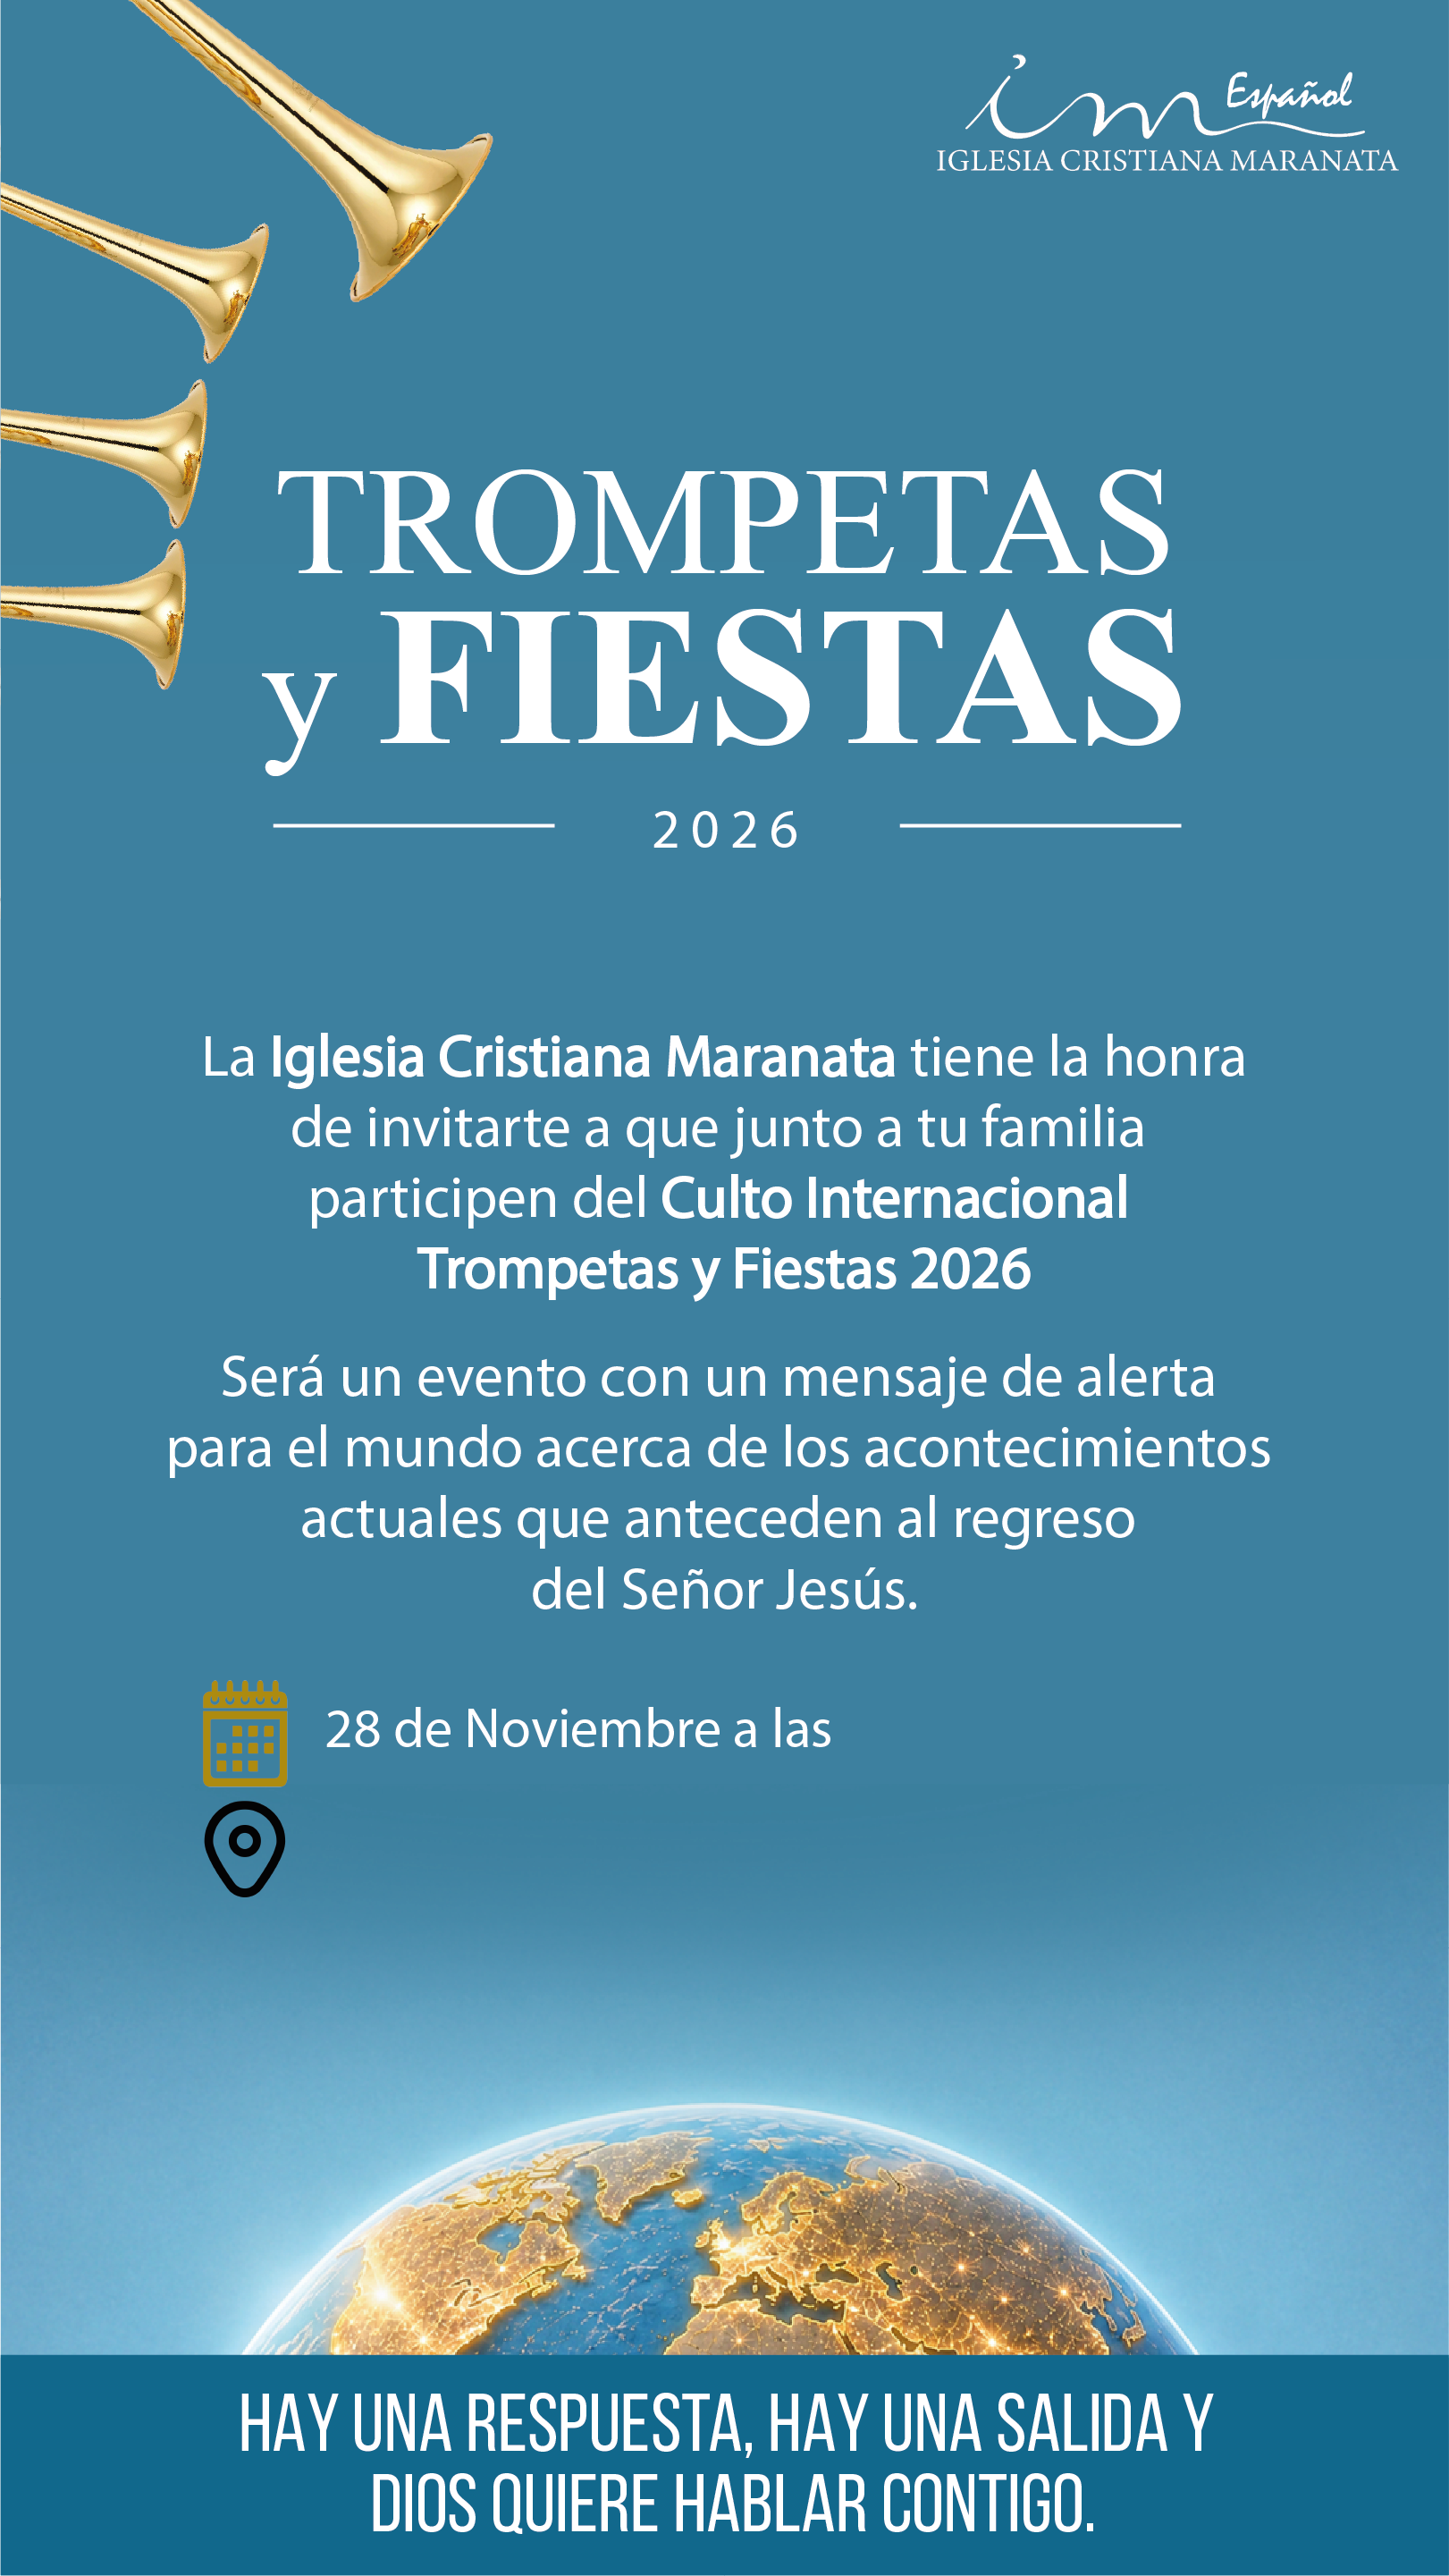 im Español
IGLESIA CRISTIANA MARANATA
TROMPETAS
y FIESTAS
2026
La Iglesia Cristiana Maranata tiene la honra
de invitarte a que junto a tu familia
participen del Culto Internacional
Trompetas y Fiestas 2026
Será un evento con un mensaje de alerta
para el mundo acerca de los acontecimientos
actuales que anteceden al regreso
del Señor Jesús.
28 de Noviembre a las
HAY UNA RESPUESTA, HAY UNA SALIDA Y
DIOS QUIERE HABLAR CONTIGO.